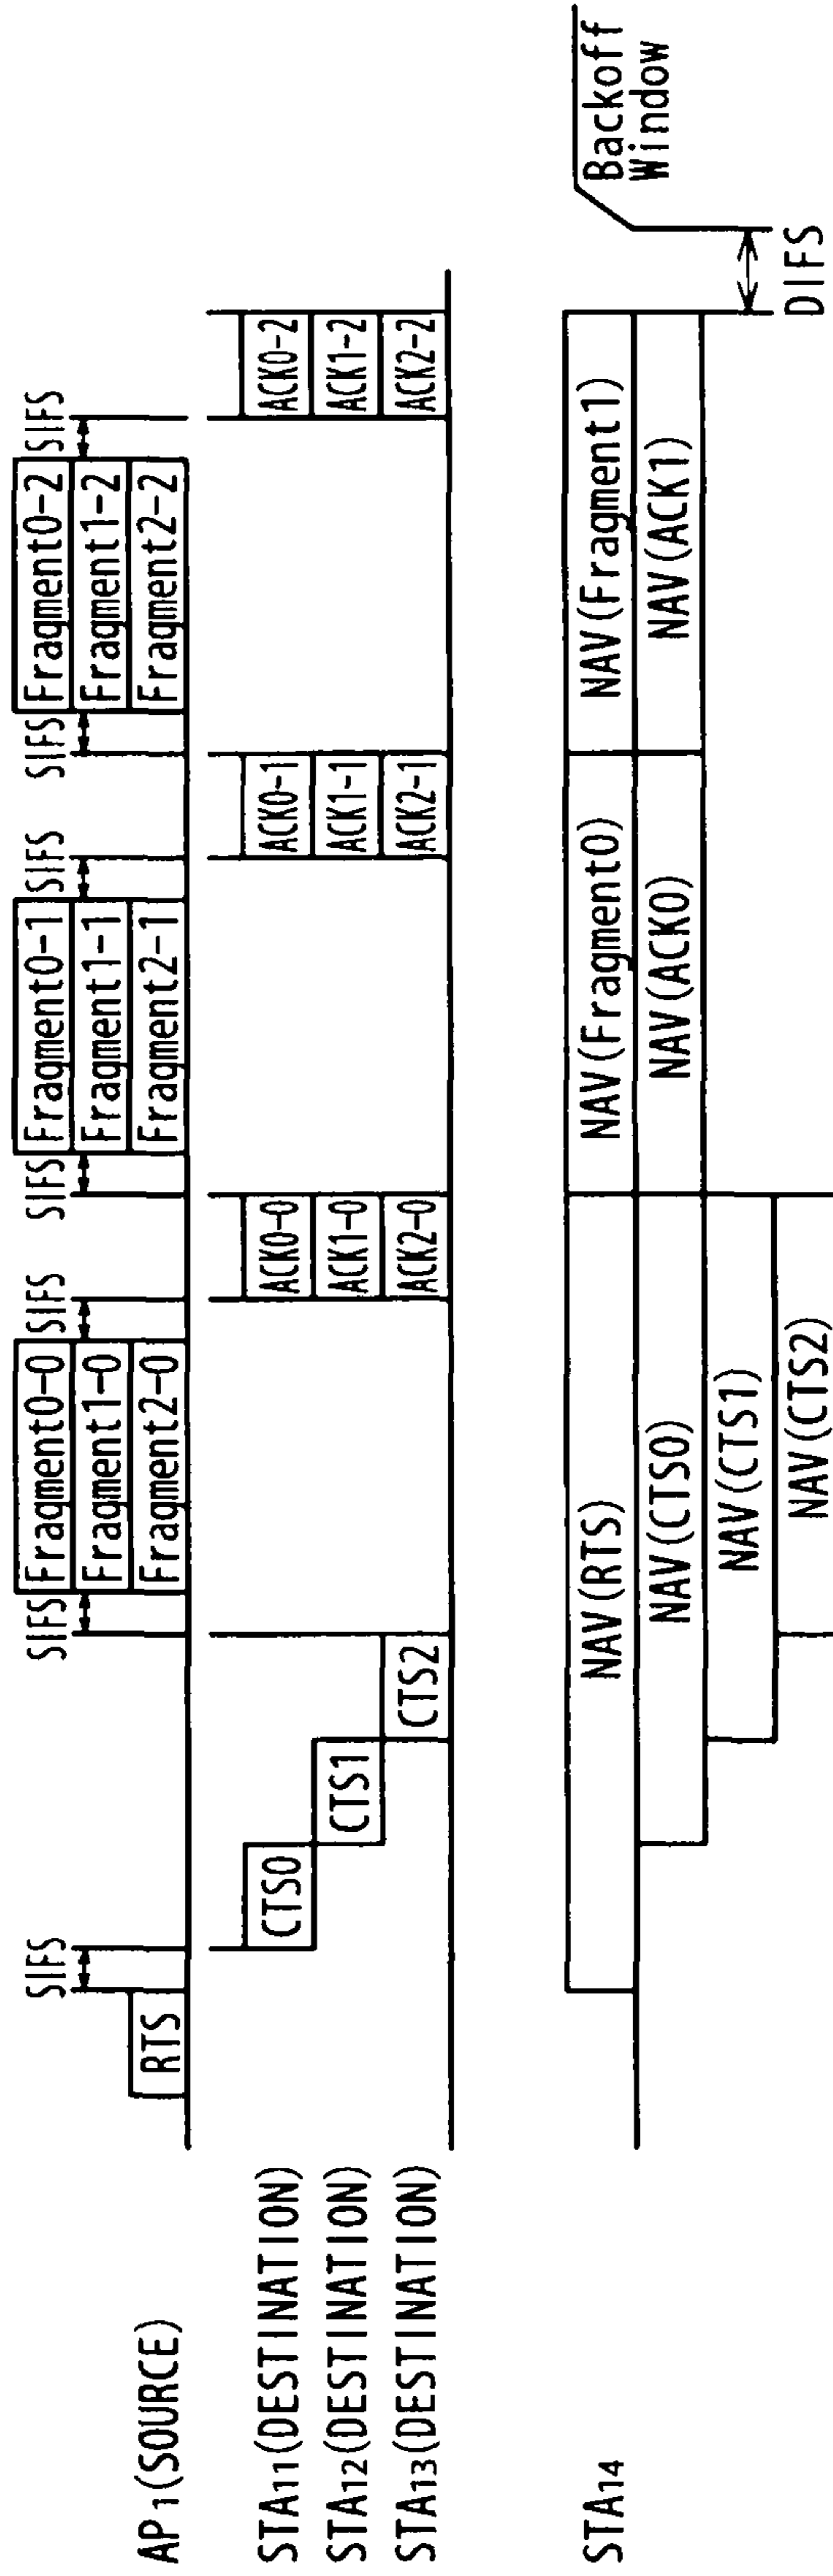 AP1(SOURCE)
RTS
SIFS
SIFS
Fragment0-0
Fragment1-0
Fragment2-0
SIFS
SIFS
Fragment0-1
Fragment1-1
Fragment2-1
SIFS
SIFS
Fragment0-2
Fragment1-2
Fragment2-2
SIFS
STA11(DESTINATION)
CTS0
ACK0-0
ACK0-1
ACK0-2
STA12(DESTINATION)
CTS1
ACK1-0
ACK1-1
ACK1-2
STA13(DESTINATION)
CTS2
ACK2-0
ACK2-1
ACK2-2
STA14
NAV(RTS)
NAV(Fragment0)
NAV(Fragment1)
Backoff
Window
NAV(CTS0)
NAV(ACK0)
NAV(ACK1)
NAV(CTS1)
NAV(CTS2)
DIFS